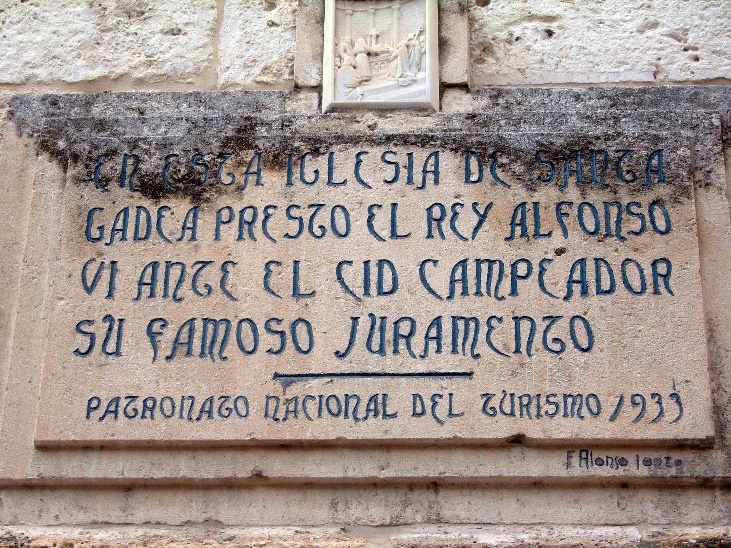 EN ESTA IGLESIA DE SANTA
GADEA PRESTO EL REY ALFONSO
VI ANTE EL CID CAMPEADOR
SU FAMOSO JURAMENTO
PATRONATO NACIONAL DEL TURISMO / 1933
F Alonso